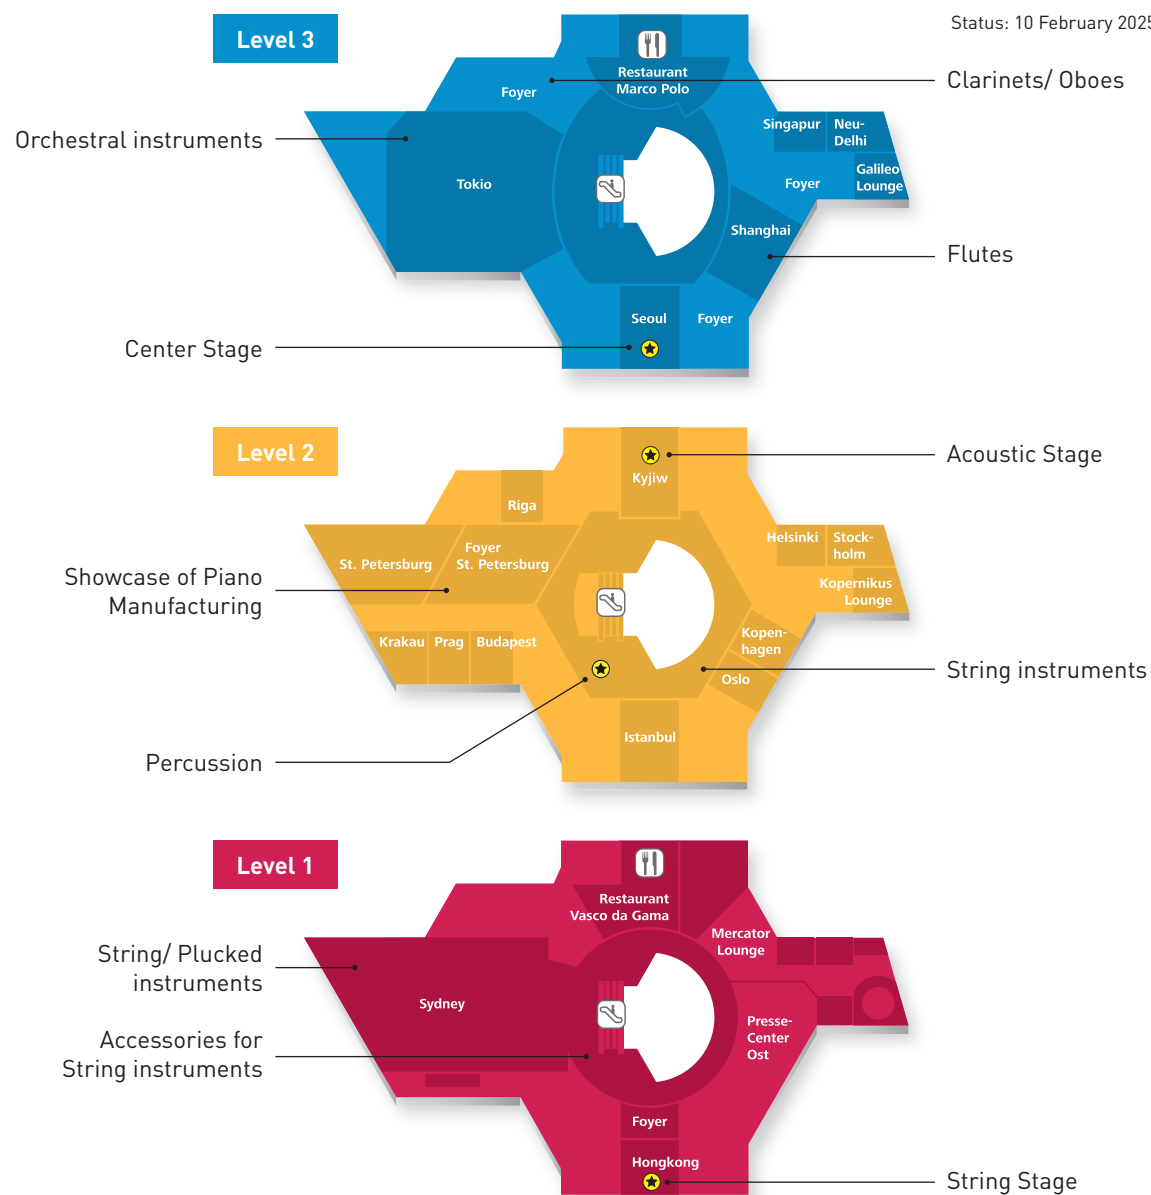 Level 3
Status: 10 February 2025
Restaurant
Marco Polo
Clarinets/ Oboes
Foyer
Orchestral instruments
Singapur
Neu-
Delhi
Tokio
Foyer
Galileo
Lounge
Shanghai
Flutes
Seoul
Foyer
Center Stage
Level 2
Acoustic Stage
Kyjiw
Riga
Helsinki
Stock-
holm
St. Petersburg
Foyer
St. Petersburg
Showcase of Piano
Manufacturing
Kopernikus
Lounge
Krakau
Prag
Budapest
Kopen-
hagen
Oslo
String instruments
Istanbul
Percussion
Level 1
Restaurant
Vasco da Gama
Mercator
Lounge
String/ Plucked
instruments
Sydney
Presse-
Center
Ost
Accessories for
String instruments
Foyer
Hongkong
String Stage